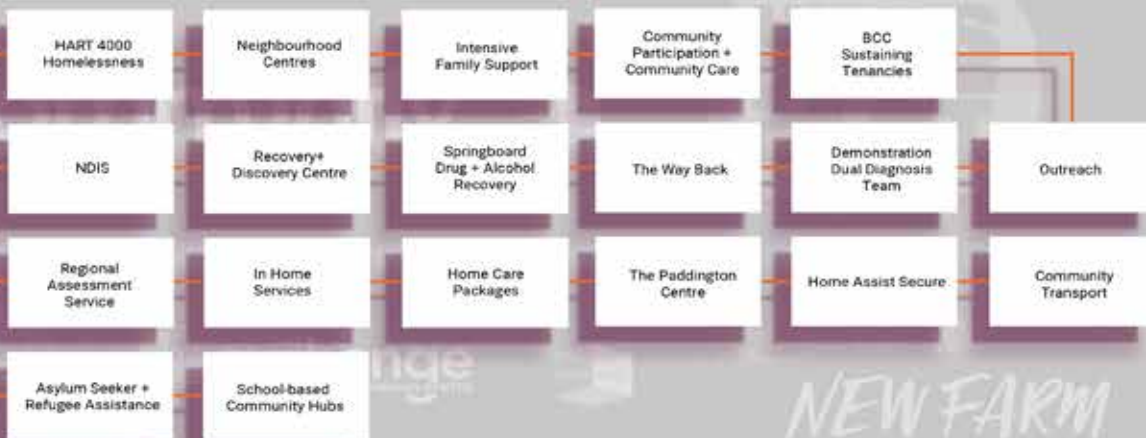 HART 4000
Homelessness
Neighbourhood
Centres
Intensive
Family Support
Community
Participation +
Community Care
BCC
Sustaining
Tenancies
NDIS
Recovery+
Discovery Centre
Springboard
Drug + Alcohol
Recovery
The Way Back
Demonstration
Dual Diagnosis
Team
Outreach
Regional
Assessment
Service
In Home
Services
Home Care
Packages
The Paddington
Centre
Home Assist Secure
Community
Transport
Asylum Seeker +
Refugee Assistance
School-based
Community Hubs
NEW FARM